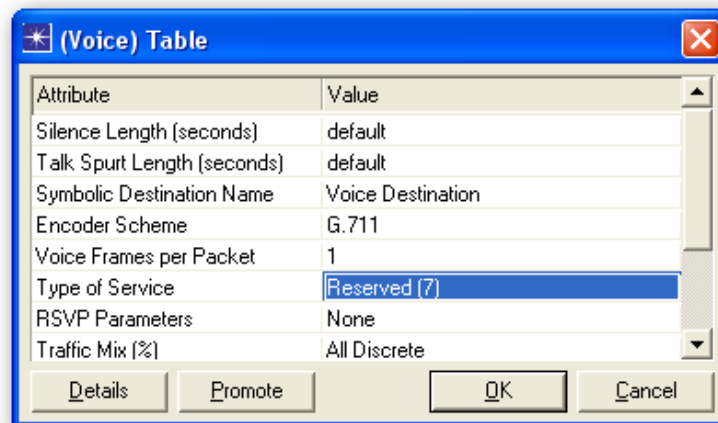 (Voice) Table
Attribute Value
Silence Length (seconds) default
Talk Spurt Length (seconds) default
Symbolic Destination Name Voice Destination
Encoder Scheme G.711
Voice Frames per Packet 1
Type of Service Reserved (7)
RSVP Parameters None
Traffic Mix (%) All Discrete
Details Promote OK Cancel